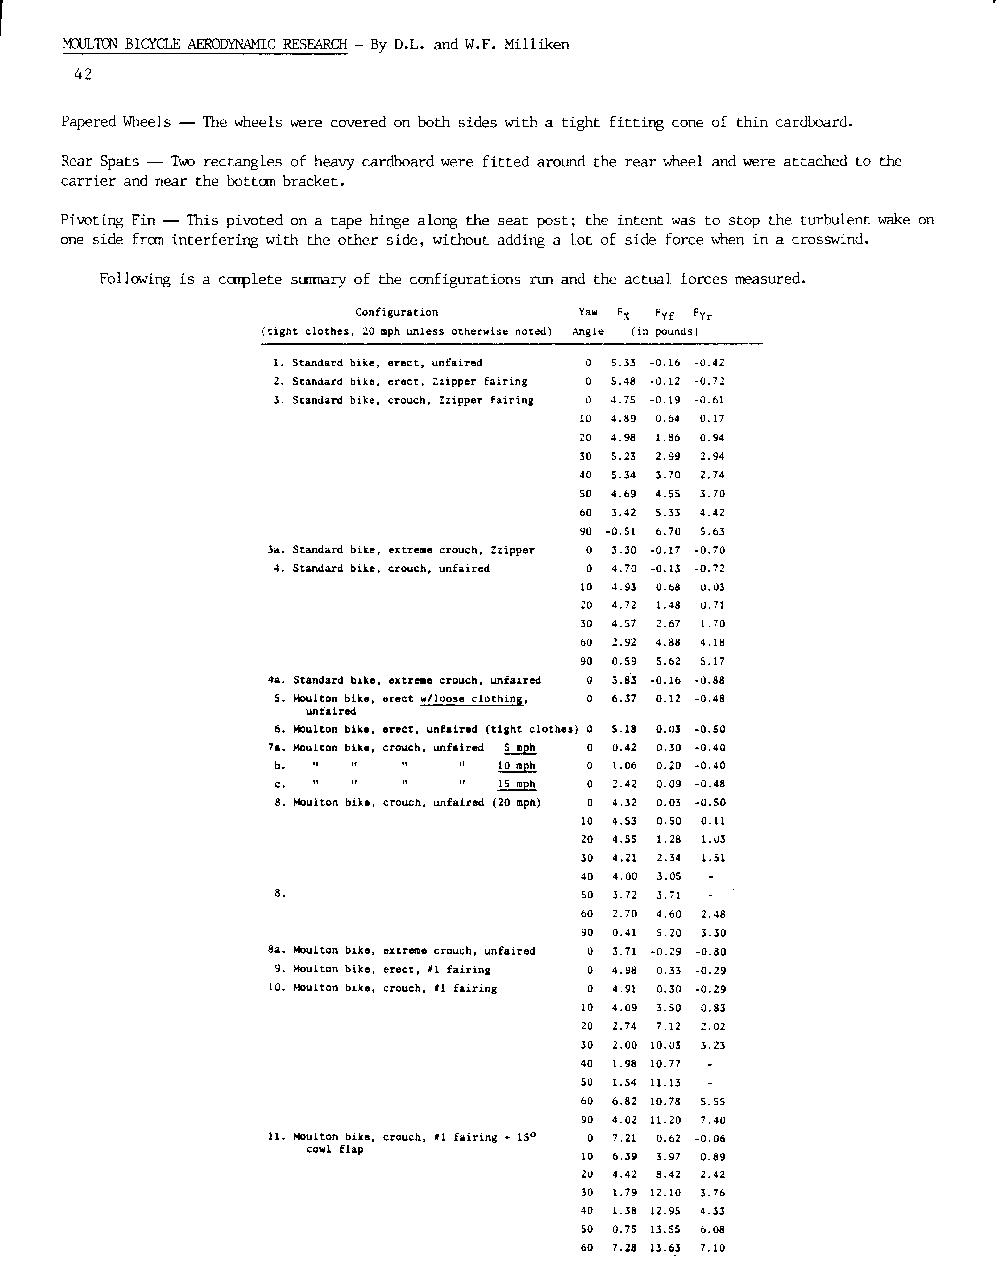 MOULTON BICYCLE AERODYNAMIC RESEARCH - By D.L. and W.F. Milliken
42
Papered Wheels — The wheels were covered on both sides with a tight fitting cone of thin cardboard.
Rear Spats — Two rectangles of heavy cardboard were fitted around the rear wheel and were attached to the
carrier and near the bottom bracket.
Pivoting Fin — This pivoted on a tape hinge along the seat post; the intent was to stop the turbulent wake on
one side from interfering with the other side, without adding a lot of side force when in a crosswind.
Following is a complete summary of the configurations run and the actual forces measured.
Configuration Yaw Fx FYf FYr
(tight clothes, 20 mph unless otherwise noted) Angle (in pounds)
1. Standard bike, erect, unfaired 0 5.33 -0.16 -0.42
2. Standard bike, erect, Zzipper fairing 0 5.48 -0.12 -0.72
3. Standard bike, crouch, Zzipper fairing 0 4.75 -0.19 -0.61
10 4.89 0.64 0.17
20 4.98 1.86 0.94
30 5.23 2.99 2.94
40 5.34 3.70 2.74
50 4.69 4.55 3.70
60 3.42 5.33 4.42
90 -0.51 6.70 5.63
3a. Standard bike, extreme crouch, Zzipper 0 3.30 -0.17 -0.70
4. Standard bike, crouch, unfaired 0 4.70 -0.13 -0.72
10 4.93 0.68 0.03
20 4.72 1.48 0.71
30 4.57 2.67 1.70
60 2.92 4.88 4.18
90 0.59 5.62 5.17
4a. Standard bike, extreme crouch, unfaired 0 3.83 -0.16 -0.88
5. Moulton bike, erect w/loose clothing, 0 6.37 0.12 -0.48
unfaired
6. Moulton bike, erect, unfaired (tight clothes) 0 5.18 0.03 -0.50
7a. Moulton bike, crouch, unfaired 5 mph 0 0.42 0.30 -0.40
b. " " " " 10 mph 0 1.06 0.20 -0.40
c. " " " " 15 mph 0 2.42 0.09 -0.48
8. Moulton bike, crouch, unfaired (20 mph) 0 4.32 0.03 -0.50
10 4.53 0.50 0.11
20 4.55 1.28 1.03
30 4.21 2.34 1.51
40 4.00 3.05 -
8. 50 3.72 3.71 -
60 2.70 4.60 2.48
90 0.41 5.20 3.30
8a. Moulton bike, extreme crouch, unfaired 0 3.71 -0.29 -0.80
9. Moulton bike, erect, #1 fairing 0 4.98 0.33 -0.29
10. Moulton bike, crouch, #1 fairing 0 4.91 0.30 -0.29
10 4.09 3.50 0.83
20 2.74 7.12 2.02
30 2.00 10.03 3.23
40 1.98 10.77 -
50 1.54 11.13 -
60 6.82 10.78 5.55
90 4.02 11.20 7.40
11. Moulton bike, crouch, #1 fairing + 15° 0 7.21 0.62 -0.06
cowl flap
10 6.39 3.97 0.89
20 4.42 8.42 2.42
30 1.79 12.10 3.76
40 1.38 12.95 4.33
50 0.75 13.55 6.08
60 7.28 13.63 7.10